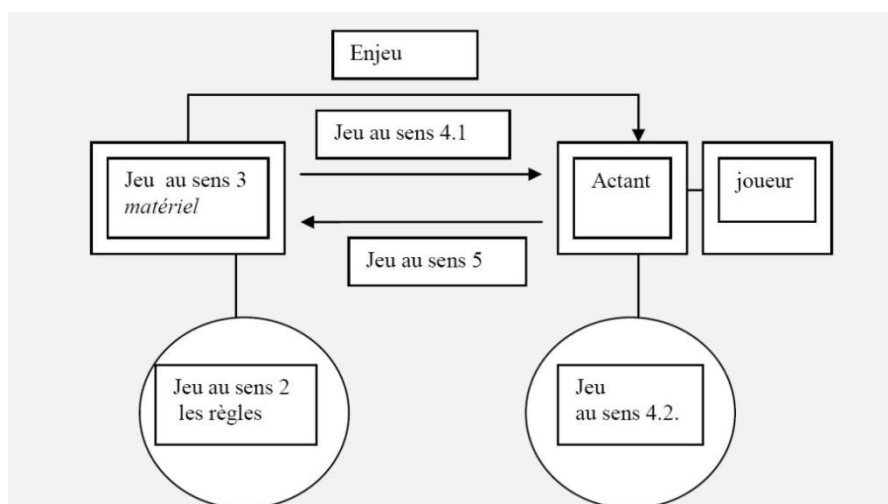 Enjeu
Jeu au sens 4.1
Jeu au sens 3
matériel
Actant
joueur
Jeu au sens 5
Jeu au sens 2
les règles
Jeu
au sens 4.2.